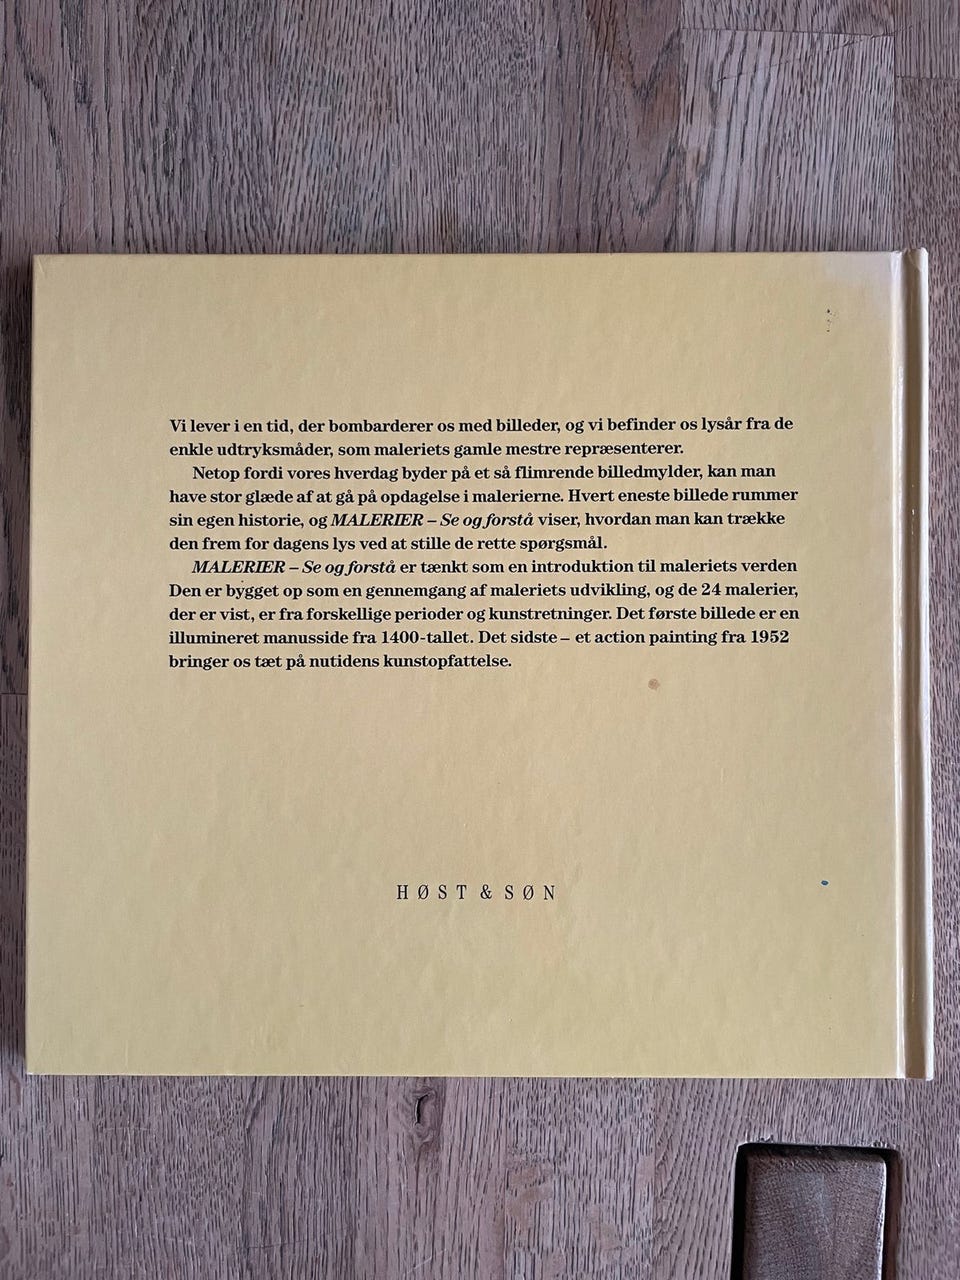 Vi lever i en tid, der bombarderer os med billeder, og vi befinder os lysår fra de
enkle udtryksmåder, som maleriets gamle mestre repræsenterer.
Netop fordi vores hverdag byder på et så flimrende billedmylder, kan man
have stor glæde af at gå på opdagelse i malerierne. Hvert eneste billede rummer
sin egen historie, og MALERIER – Se og forstå viser, hvordan man kan trække
den frem for dagens lys ved at stille de rette spørgsmål.
MALERIER – Se og forstå er tænkt som en introduktion til maleriets verden
Den er bygget op som en gennemgang af maleriets udvikling, og de 24 malerier,
der er vist, er fra forskellige perioder og kunstretninger. Det første billede er en
illumineret manusside fra 1400-tallet. Det sidste – et action painting fra 1952
bringer os tæt på nutidens kunstopfattelse.
HØST & SØN